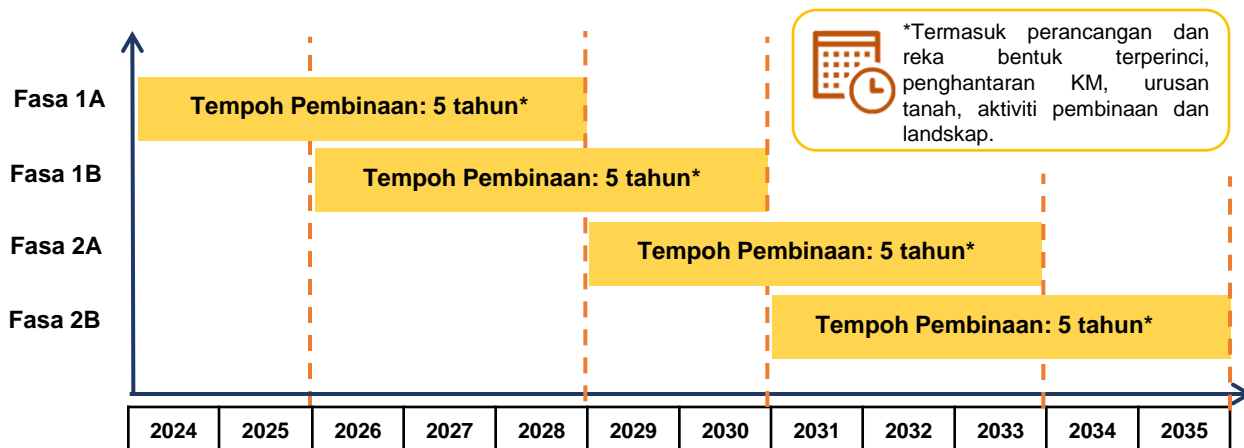 *Termasuk perancangan dan
reka bentuk terperinci,
penghantaran KM, urusan
tanah, aktiviti pembinaan dan
landskap.
Fasa 1A
Tempoh Pembinaan: 5 tahun*
Fasa 1B
Tempoh Pembinaan: 5 tahun*
Fasa 2A
Tempoh Pembinaan: 5 tahun*
Fasa 2B
Tempoh Pembinaan: 5 tahun*
2024 2025 2026 2027 2028 2029 2030 2031 2032 2033 2034 2035